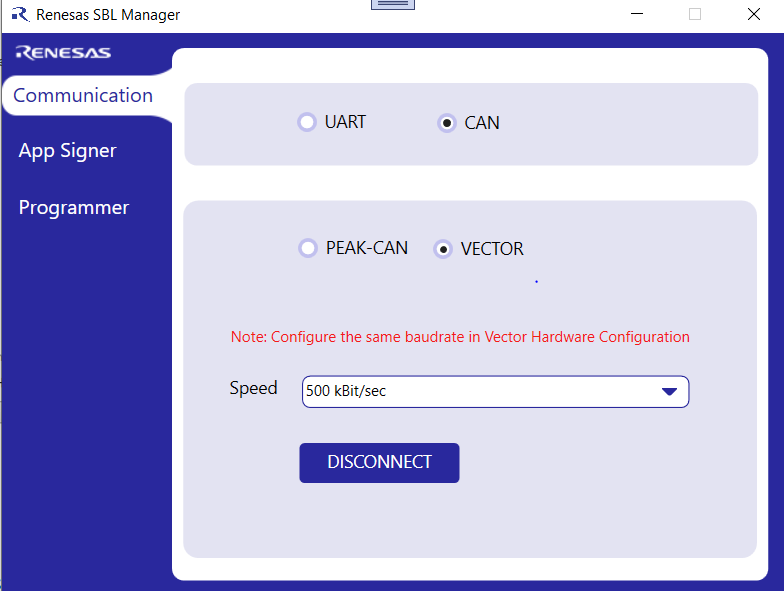 Renesas SBL Manager
RENESAS
Communication
App Signer
Programmer
UART CAN
PEAK-CAN VECTOR
Note: Configure the same baudrate in Vector Hardware Configuration
Speed 500 kBit/sec
DISCONNECT